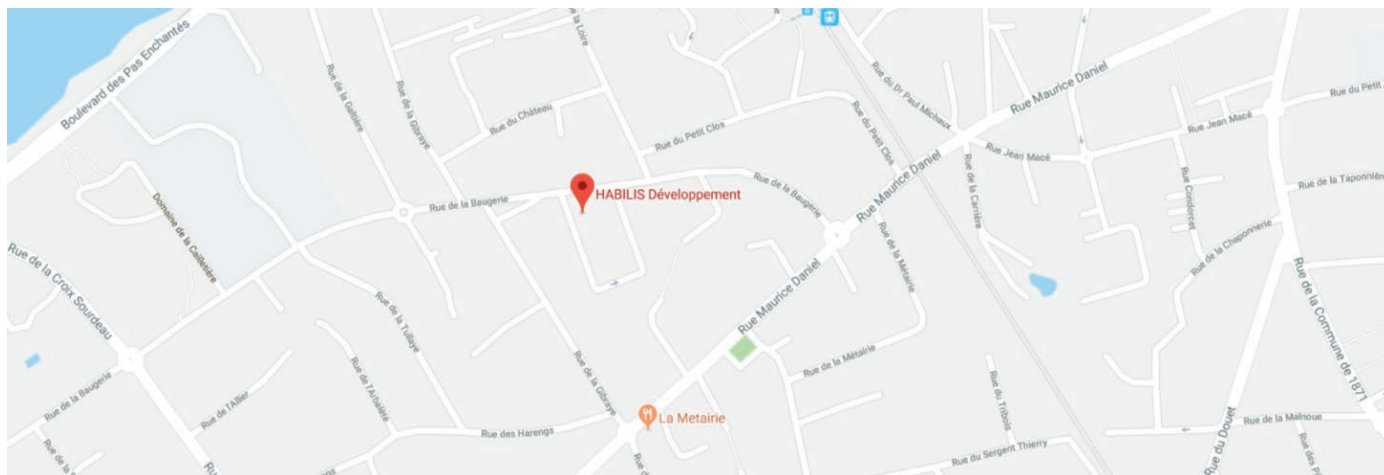 Boulevard des Pas Enchantés
de la Loire
Rue de la Gabière
Rue de la Gibraye
Rue du Château
Rue du Petit Clos
Rue du Petit Clos
Rue du Dr Paul Michaux
Rue Maurice Daniel
Rue Jean Macé
Rue Jean Macé
Rue du Petit
Rue de la Carrière
Rue Condorcet
Rue de la Taponnière
Rue de la Chaponnerie
Rue de la Baugerie
HABILIS Développement
Rue de la Baugerie
Rue Maurice Daniel
Domaine de la Cailletière
Rue de la Croix Sourdeau
Rue de la Métairie
Rue Maurice Daniel
Rue de la Commune de 1871
Rue de la Tullaye
Rue de la Métairie
Rue de la Baugerie
Rue de l'Allier
Rue de l'Arbalète
Rue de la Gibraye
Rue des Harengs
La Metairie
Rue du Tribola
Rue du Sergent Thierry
Rue du Douet
Rue de la Malnoue
Rue des